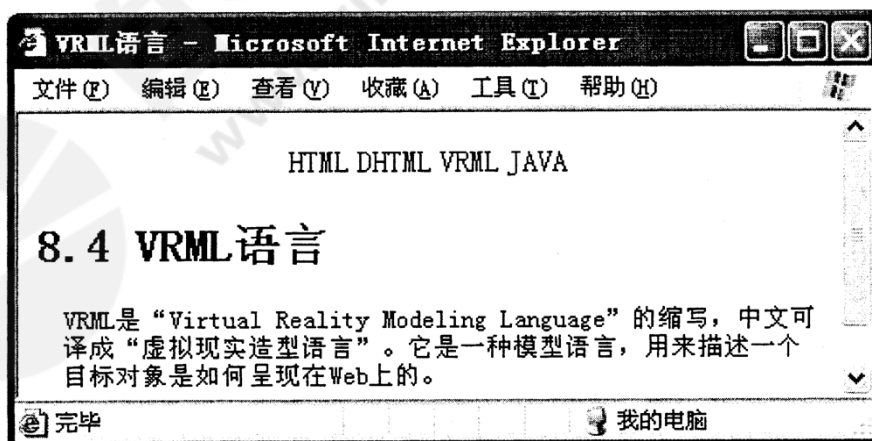 VRML语言 - Microsoft Internet Explorer
文件(F) 编辑(E) 查看(V) 收藏(A) 工具(T) 帮助(H)
HTML DHTML VRML JAVA
8.4 VRML语言
VRML是“Virtual Reality Modeling Language”的缩写，中文可
译成“虚拟现实造型语言”。它是一种模型语言，用来描述一个
目标对象是如何呈现在Web上的。
完毕 我的电脑